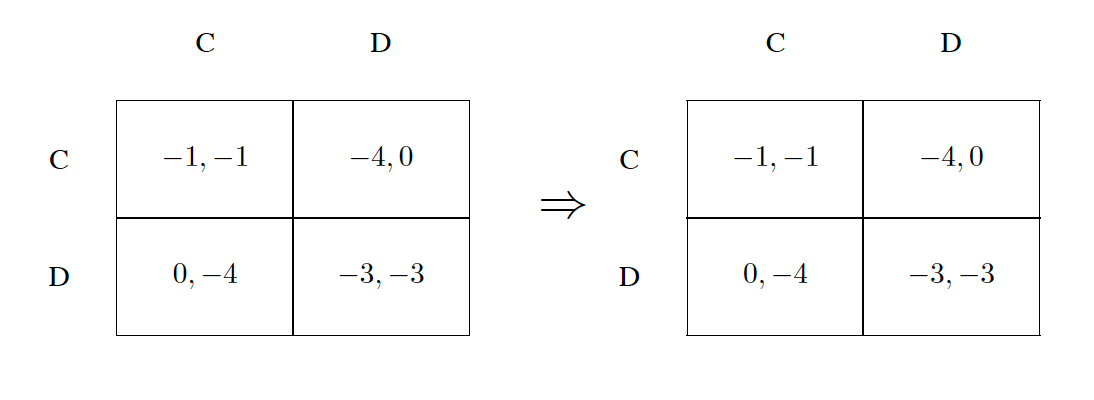 C D C D
C −1, −1 −4, 0 ⇒ C −1, −1 −4, 0
D 0, −4 −3, −3 D 0, −4 −3, −3